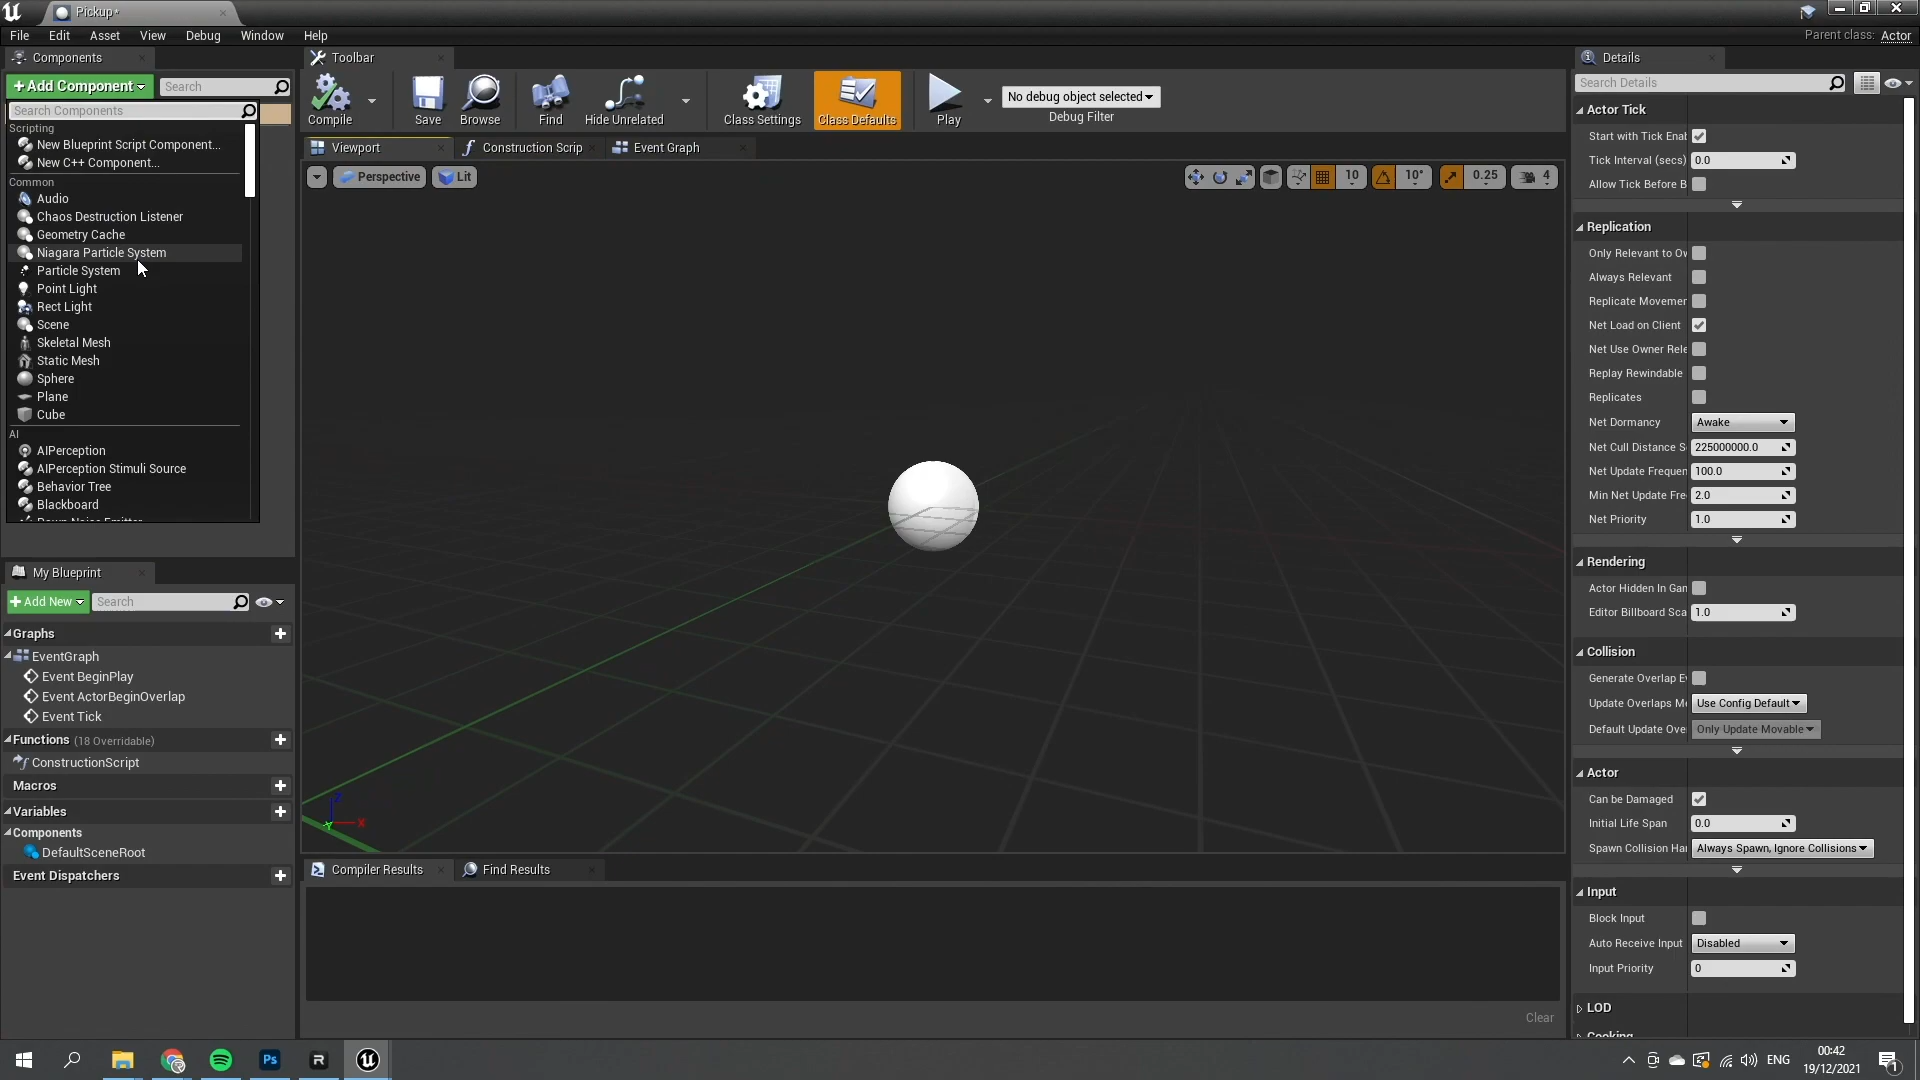 Pickup*
File Edit Asset View Debug Window Help
Parent class: Actor
Components
+ Add Component
Search
Search Components
Scripting
New Blueprint Script Component...
New C++ Component...
Common
Audio
Chaos Destruction Listener
Geometry Cache
Niagara Particle System
Particle System
Point Light
Rect Light
Scene
Skeletal Mesh
Static Mesh
Sphere
Plane
Cube
AI
AIPerception
AIPerception Stimuli Source
Behavior Tree
Blackboard
Pawn Noise Emitter
My Blueprint
+ Add New
Search
Graphs
EventGraph
Event BeginPlay
Event ActorBeginOverlap
Event Tick
Functions (18 Overridable)
ConstructionScript
Macros
Variables
Components
DefaultSceneRoot
Event Dispatchers
Toolbar
Compile
Save
Browse
Find
Hide Unrelated
Class Settings
Class Defaults
Play
No debug object selected
Debug Filter
Viewport
Construction Scrip
Event Graph
Perspective
Lit
10
10°
0.25
4
Z
Y
X
Compiler Results
Find Results
Clear
Details
Search Details
Actor Tick
Start with Tick Enab
Tick Interval (secs) 0.0
Allow Tick Before B
Replication
Only Relevant to Ow
Always Relevant
Replicate Movemen
Net Load on Client
Net Use Owner Rele
Replay Rewindable
Replicates
Net Dormancy Awake
Net Cull Distance S 225000000.0
Net Update Frequen 100.0
Min Net Update Fre 2.0
Net Priority 1.0
Rendering
Actor Hidden In Gam
Editor Billboard Sca 1.0
Collision
Generate Overlap Ev
Update Overlaps Me Use Config Default
Default Update Ove Only Update Movable
Actor
Can be Damaged
Initial Life Span 0.0
Spawn Collision Han Always Spawn, Ignore Collisions
Input
Block Input
Auto Receive Input Disabled
Input Priority 0
LOD
Cooking
Ps
R
ENG
00:42
19/12/2021
1